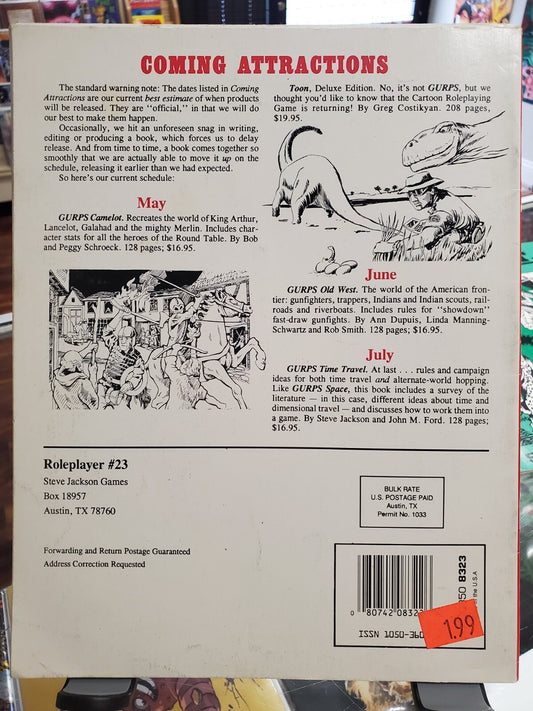 COMING ATTRACTIONS
The standard warning note: The dates listed in Coming
Attractions are our current best estimate of when products
will be released. They are "official," in that we will do
our best to make them happen.
Occasionally, we hit an unforeseen snag in writing,
editing or producing a book, which forces us to delay
release. And from time to time, a book comes together so
smoothly that we are actually able to move it up on the
schedule, releasing it earlier than we had expected.
So here's our current schedule:
May
GURPS Camelot. Recreates the world of King Arthur,
Lancelot, Galahad and the mighty Merlin. Includes char-
acter stats for all the heroes of the Round Table. By Bob
and Peggy Schroeck. 128 pages; $16.95.
Toon, Deluxe Edition. No, it's not GURPS, but we
thought you'd like to know that the Cartoon Roleplaying
Game is returning! By Greg Costikyan. 208 pages,
$19.95.
June
GURPS Old West. The world of the American fron-
tier: gunfighters, trappers, Indians and Indian scouts, rail-
roads and riverboats. Includes rules for "showdown"
fast-draw gunfights. By Ann Dupuis, Linda Manning-
Schwartz and Rob Smith. 128 pages; $16.95.
July
GURPS Time Travel. At last . . . rules and campaign
ideas for both time travel and alternate-world hopping.
Like GURPS Space, this book includes a survey of the
literature — in this case, different ideas about time and
dimensional travel — and discusses how to work them into
a game. By Steve Jackson and John M. Ford. 128 pages;
$16.95.
Roleplayer #23
Steve Jackson Games
Box 18957
Austin, TX 78760
Forwarding and Return Postage Guaranteed
Address Correction Requested
BULK RATE
U.S. POSTAGE PAID
Austin, TX
Permit No. 1033
0 80742 0832
ISSN 1050-360
50 8323
the U.S.A
1.99